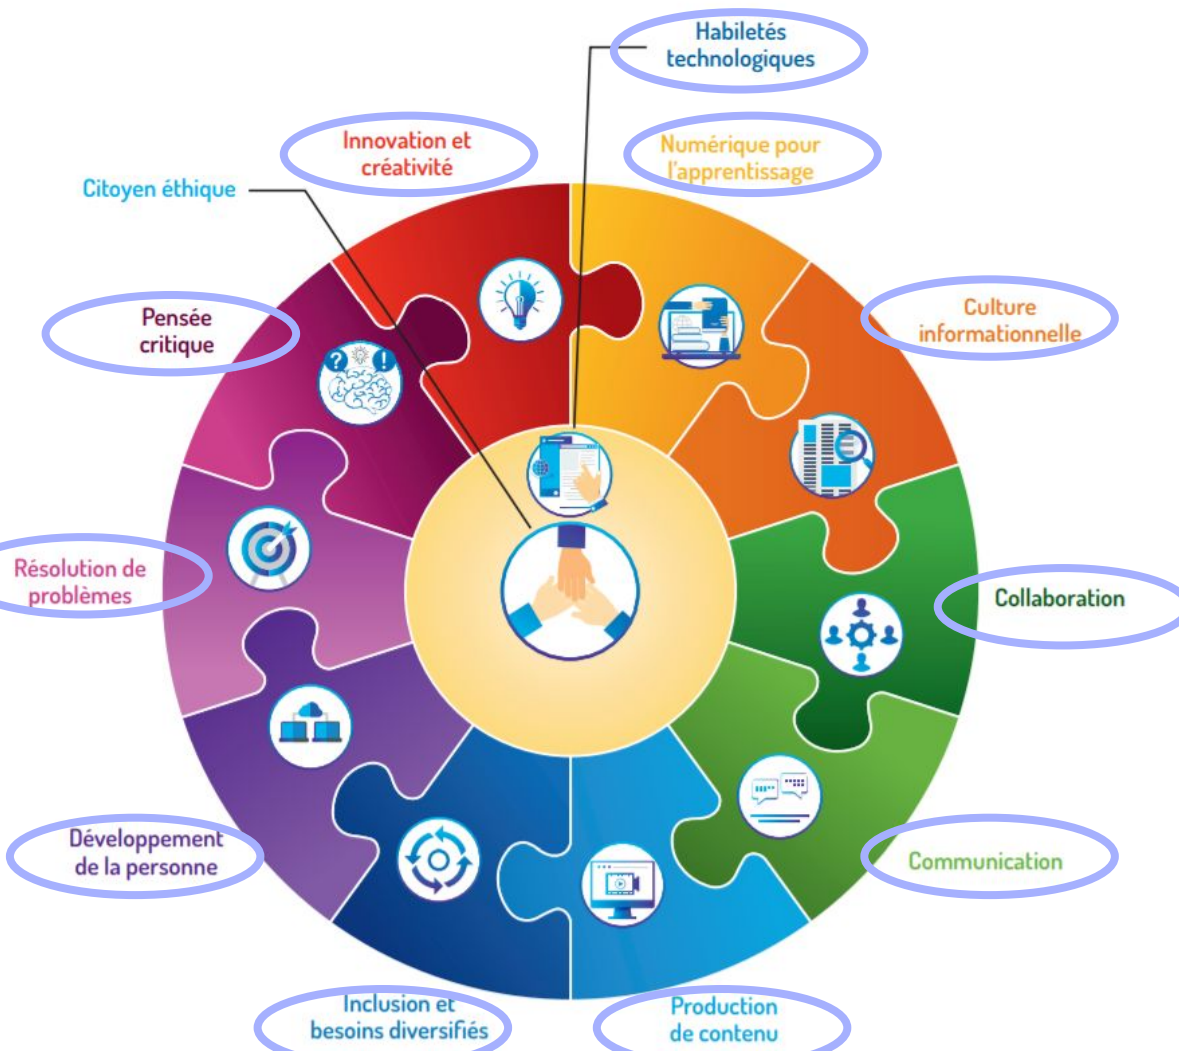 Habiletés
technologiques
Innovation et
créativité
Numérique pour
l'apprentissage
Citoyen éthique
Pensée
critique
Culture
informationnelle
?
!
Résolution de
problèmes
Collaboration
Développement
de la personne
Communication
Inclusion et
besoins diversifiés
Production
de contenu